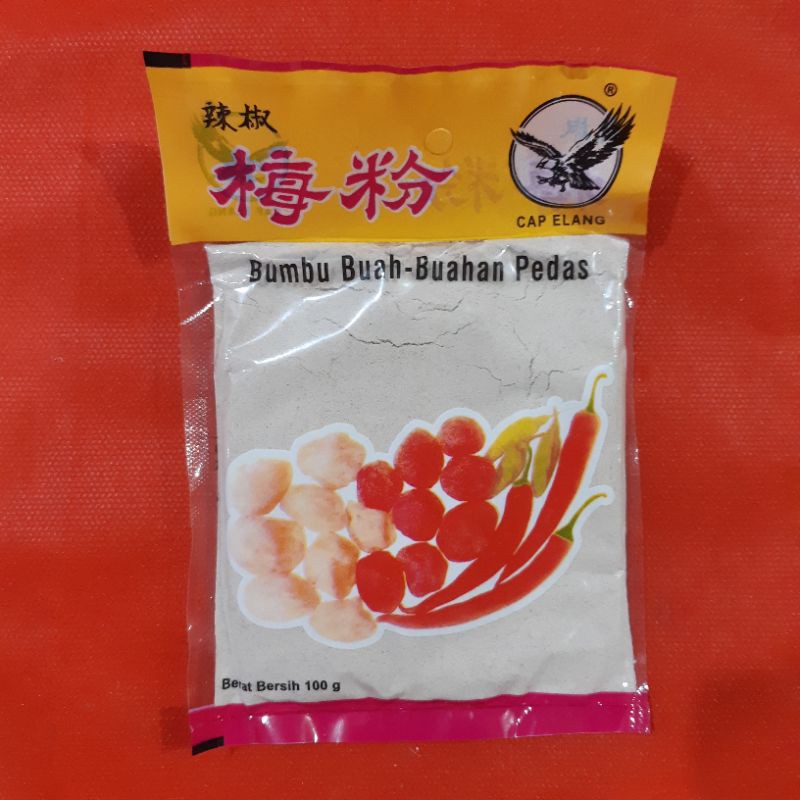 辣椒
梅粉
®
CAP ELANG
Bumbu Buah-Buahan Pedas
Berat Bersih 100 g